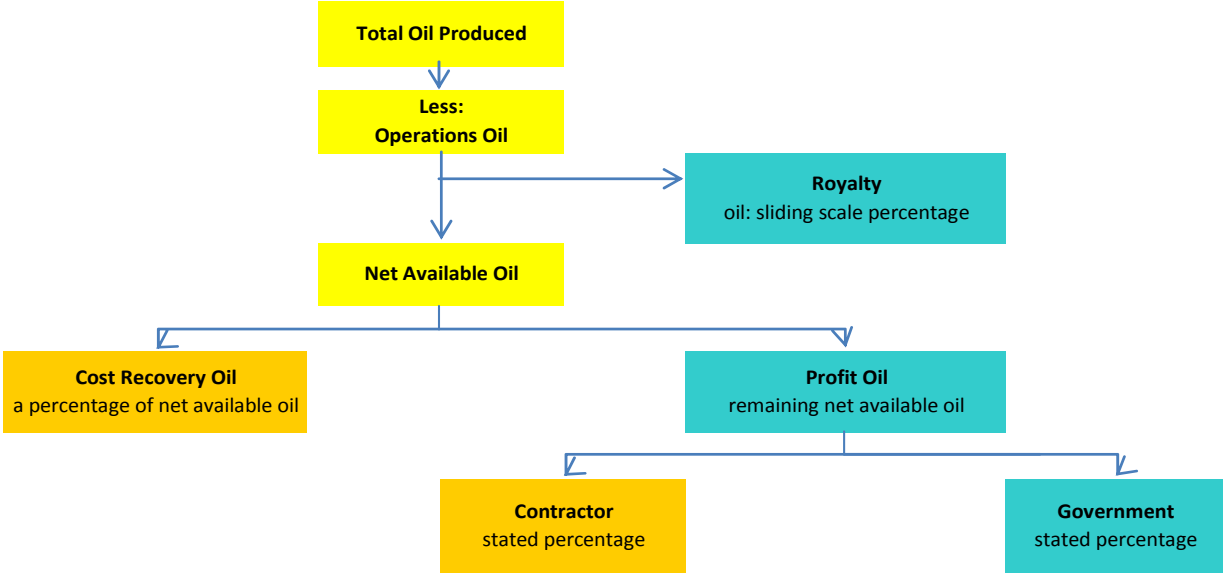 Total Oil Produced
Less:
Operations Oil
Royalty
oil: sliding scale percentage
Net Available Oil
Cost Recovery Oil
a percentage of net available oil
Profit Oil
remaining net available oil
Contractor
stated percentage
Government
stated percentage